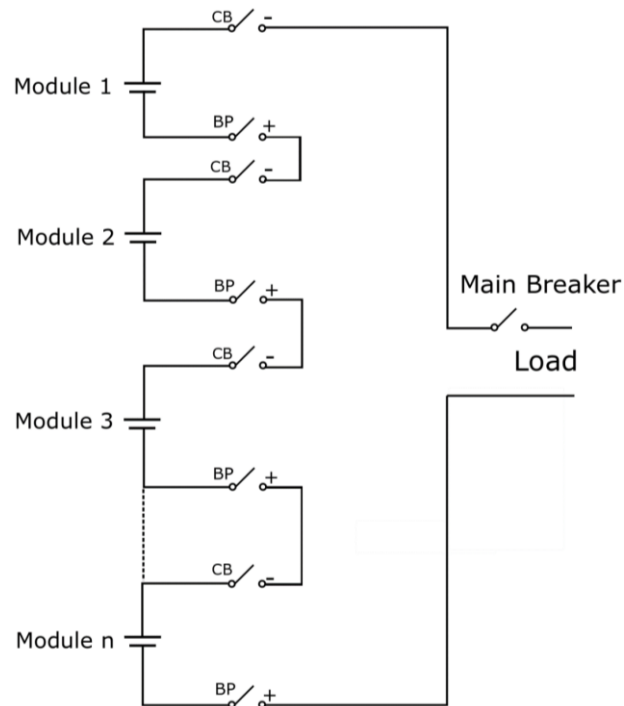 CB -
Module 1
BP +
CB -
Module 2
BP +
Main Breaker
CB -
Load
Module 3
BP +
CB -
Module n
BP +